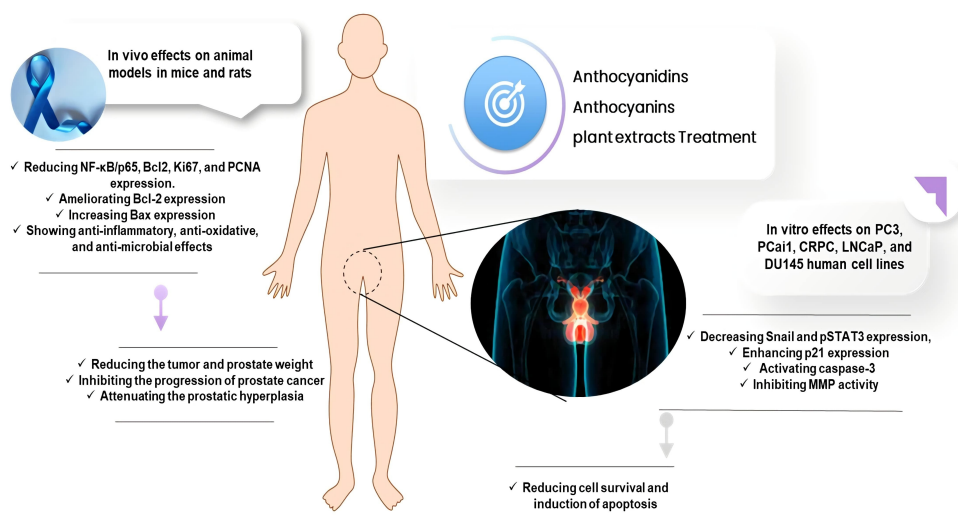 In vivo effects on animal
models in mice and rats
✓ Reducing NF-κB/p65, Bcl2, Ki67, and PCNA
expression.
✓ Ameliorating Bcl-2 expression
✓ Increasing Bax expression
✓ Showing anti-inflammatory, anti-oxidative,
and anti-microbial effects
✓ Reducing the tumor and prostate weight
✓ Inhibiting the progression of prostate cancer
✓ Attenuating the prostatic hyperplasia
Anthocyanidins
Anthocyanins
plant extracts Treatment
In vitro effects on PC3,
PCai1, CRPC, LNCaP, and
DU145 human cell lines
✓ Decreasing Snail and pSTAT3 expression,
✓ Enhancing p21 expression
✓ Activating caspase-3
✓ Inhibiting MMP activity
✓ Reducing cell survival and
induction of apoptosis